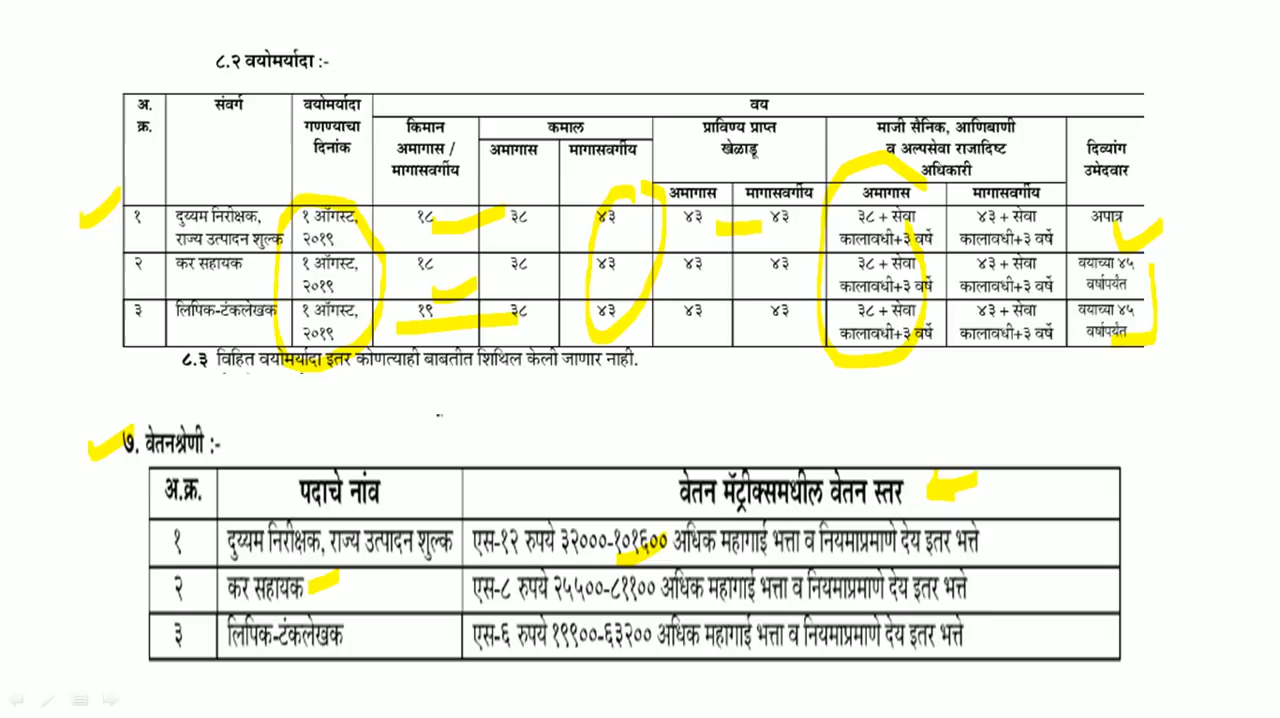 ८.२ वयोमर्यादा :-
अ. क्र. संवर्ग वयोमर्यादा गणण्याचा दिनांक वय
किमान अमागास / मागासवर्गीय कमाल प्राविण्य प्राप्त खेळाडू माजी सैनिक, आणिबाणी व अल्पसेवा राजादिष्ट अधिकारी दिव्यांग उमेदवार
अमागास मागासवर्गीय अमागास मागासवर्गीय अमागास मागासवर्गीय
१ दुय्यम निरीक्षक, १ ऑगस्ट, १८ ३८ ४३ ४३ ४३ ३८ + सेवा ४३ + सेवा अपात्र
राज्य उत्पादन शुल्क २०१९ कालावधी+३ वर्षे कालावधी+३ वर्षे
२ कर सहायक १ ऑगस्ट, १८ ३८ ४३ ४३ ४३ ३८ + सेवा ४३ + सेवा वयाच्या ४५
२०१९ कालावधी+३ वर्षे कालावधी+३ वर्षे वर्षापर्यंत
३ लिपिक-टंकलेखक १ ऑगस्ट, १९ ३८ ४३ ४३ ४३ ३८ + सेवा ४३ + सेवा वयाच्या ४५
२०१९ कालावधी+३ वर्षे कालावधी+३ वर्षे वर्षापर्यंत
८.३ विहित वयोमर्यादा इतर कोणत्याही बाबतीत शिथिल केली जाणार नाही.
७. वेतनश्रेणी :-
अ.क्र. पदाचे नांव वेतन मॅट्रीक्समधील वेतन स्तर
१ दुय्यम निरीक्षक, राज्य उत्पादन शुल्क एस-१२ रुपये ३२०००-१०१६०० अधिक महागाई भत्ता व नियमाप्रमाणे देय इतर भत्ते
२ कर सहायक एस-८ रुपये २५५००-८११०० अधिक महागाई भत्ता व नियमाप्रमाणे देय इतर भत्ते
३ लिपिक-टंकलेखक एस-६ रुपये १९९००-६३२०० अधिक महागाई भत्ता व नियमाप्रमाणे देय इतर भत्ते